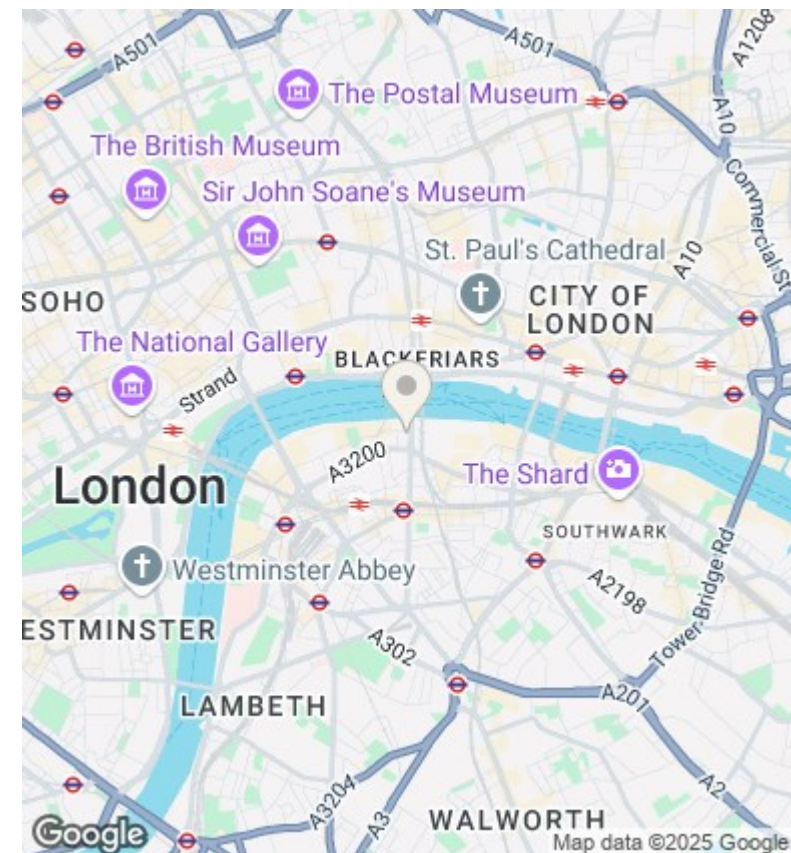 A501
A501
A1208
The Postal Museum
A10
The British Museum
Commercial St
Sir John Soane's Museum
St. Paul's Cathedral
A10
SOHO
CITY OF
LONDON
The National Gallery
BLACKFRIARS
Strand
A3200
London
The Shard
SOUTHWARK
Westminster Abbey
A2198
Tower Bridge Rd
ESTMINSTER
A302
LAMBETH
A201
A3204
A3
A2
WALWORTH
Google
Map data ©2025 Google